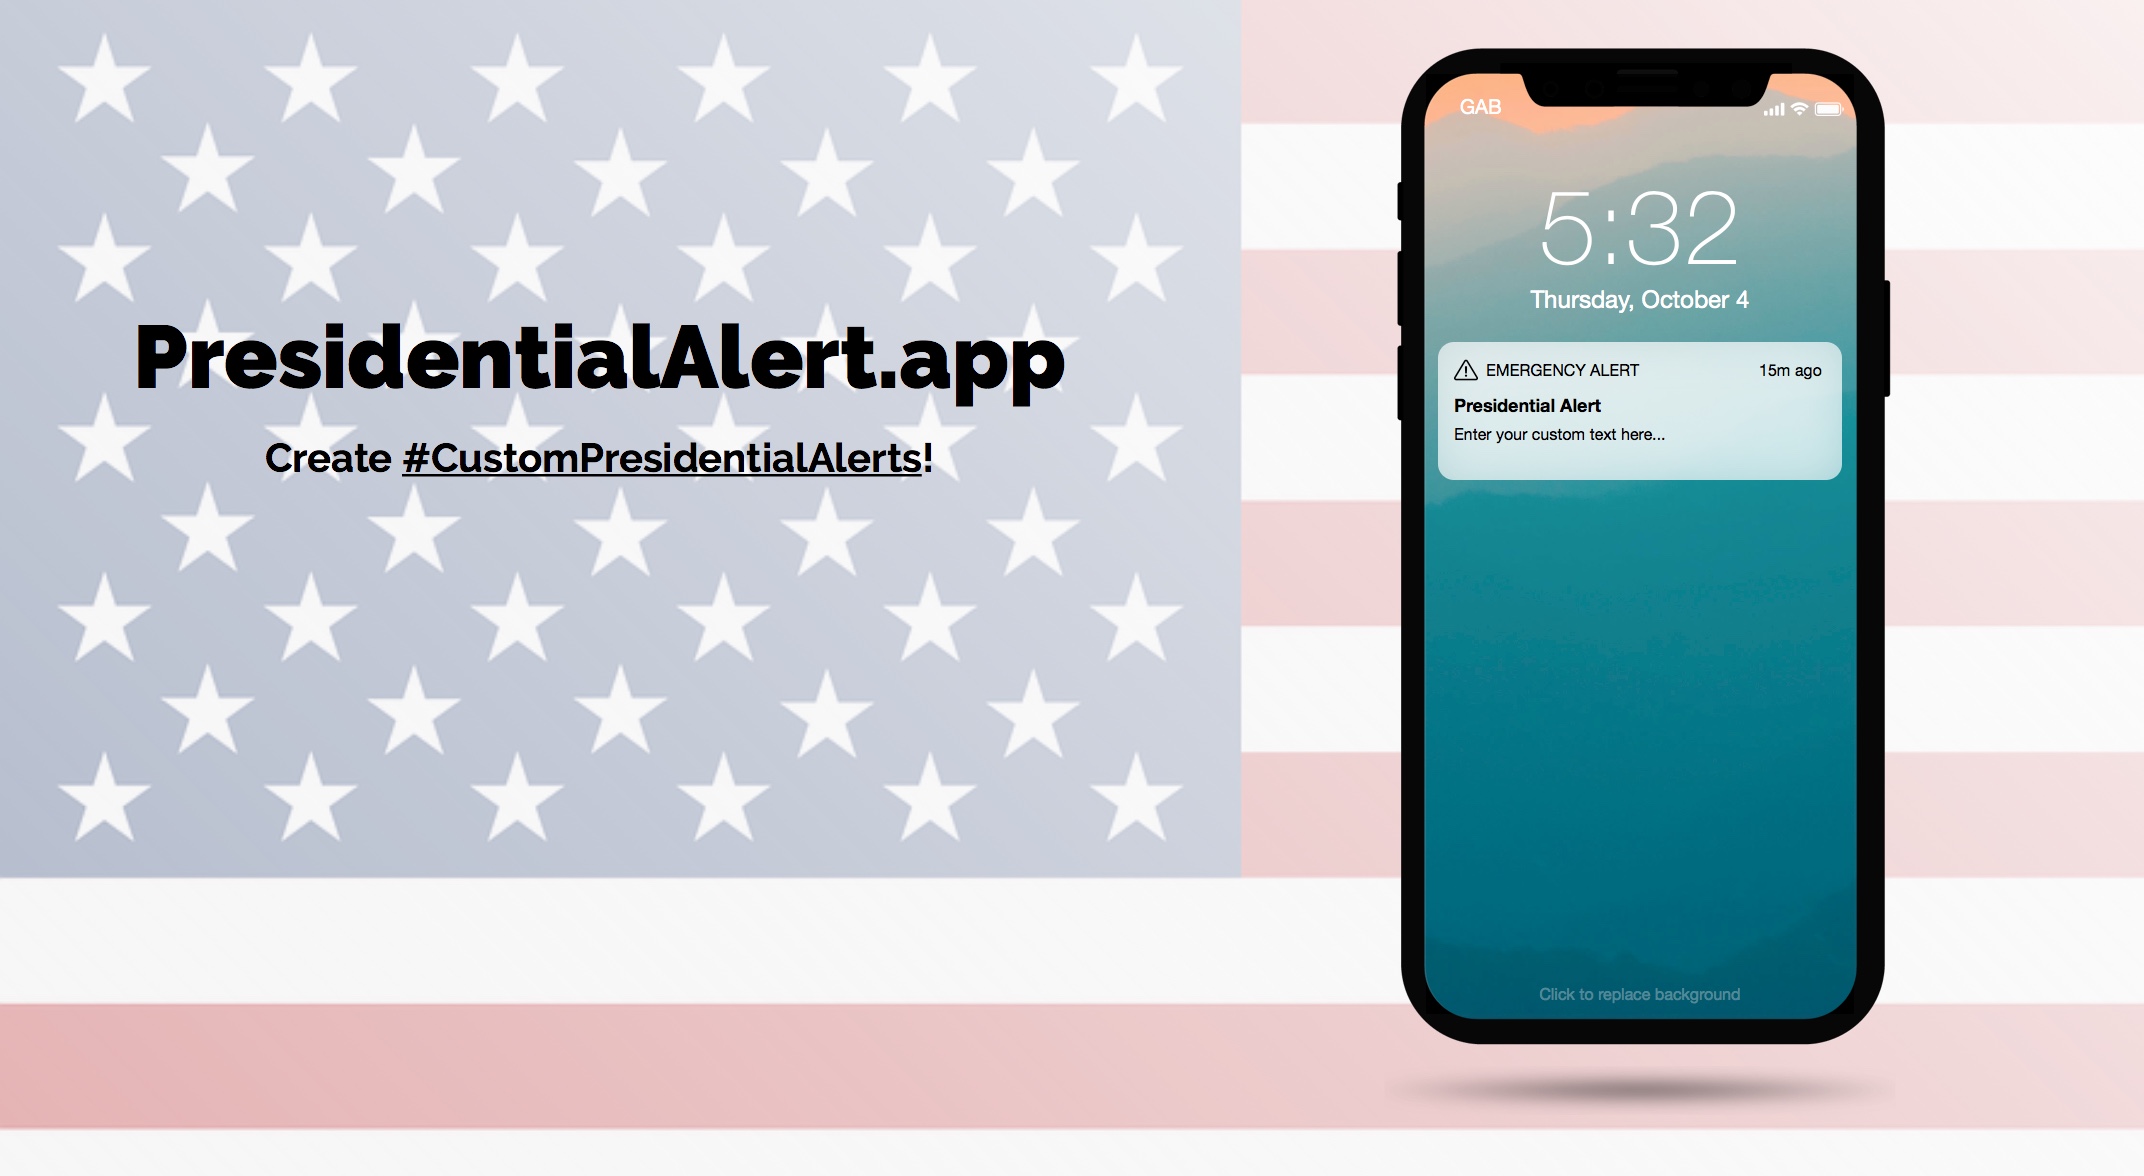 PresidentialAlert.app
Create #CustomPresidentialAlerts!
GAB
5:32
Thursday, October 4
EMERGENCY ALERT 15m ago
Presidential Alert
Enter your custom text here...
Click to replace background